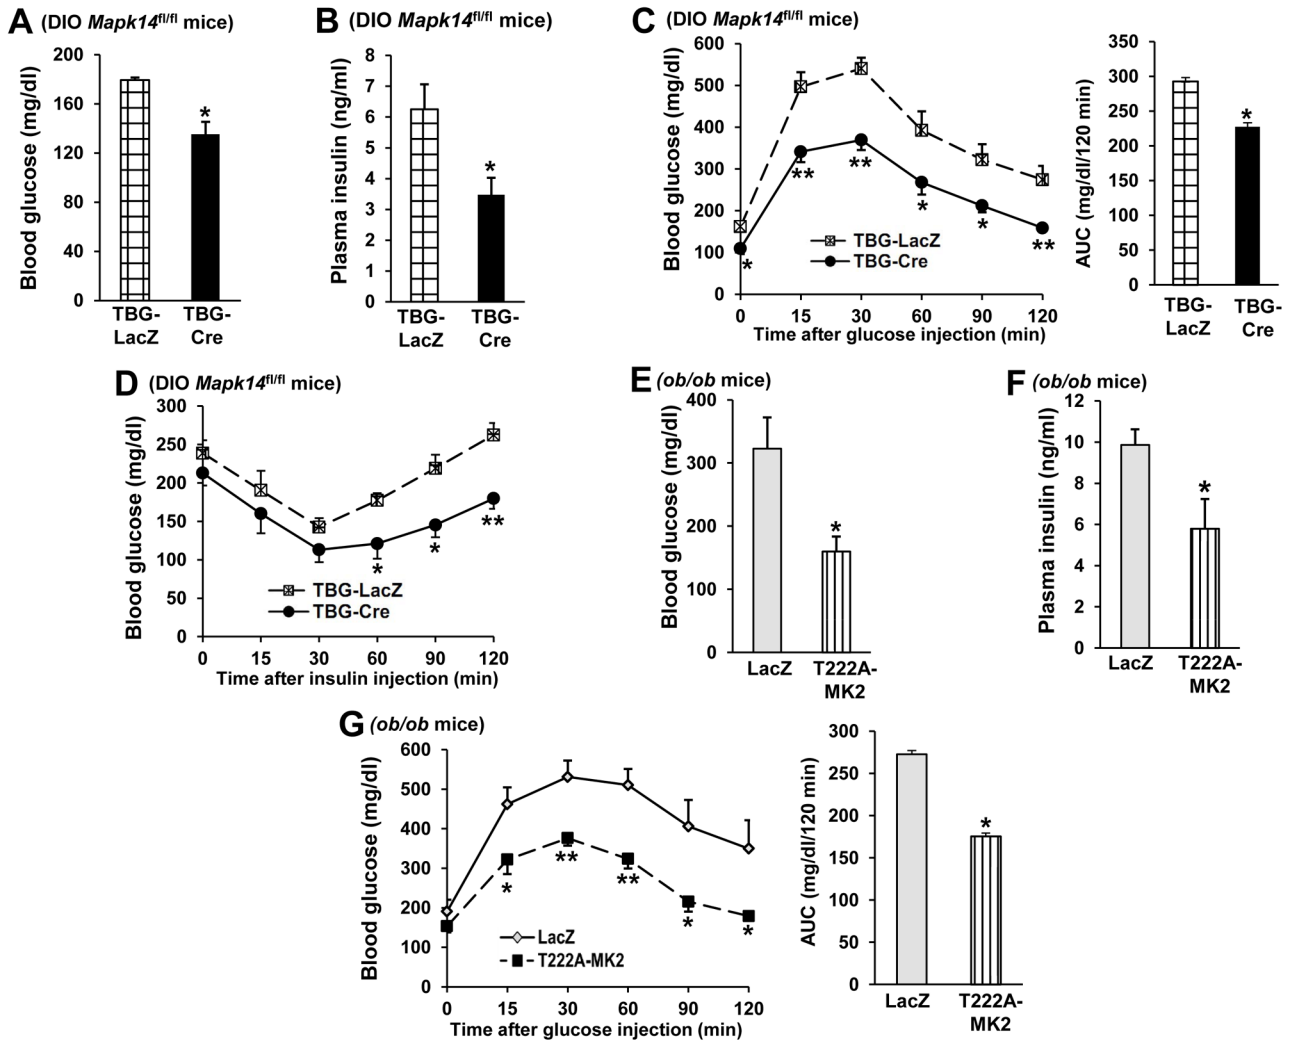 A (DIO Mapk14fl/fl mice)
Blood glucose (mg/dl)
200
160
120
80
40
0
*
TBG-
LacZ
TBG-
Cre
B (DIO Mapk14fl/fl mice)
Plasma insulin (ng/ml)
8
7
6
5
4
3
2
1
0
*
TBG-
LacZ
TBG-
Cre
C (DIO Mapk14fl/fl mice)
Blood glucose (mg/dl)
600
500
400
300
200
100
0
*
**
**
*
*
**
TBG-LacZ
TBG-Cre
0 15 30 60 90 120
Time after glucose injection (min)
AUC (mg/dl/120 min)
350
300
250
200
150
100
50
0
*
TBG-
LacZ
TBG-
Cre
D (DIO Mapk14fl/fl mice)
Blood glucose (mg/dl)
300
250
200
150
100
50
0
*
*
**
TBG-LacZ
TBG-Cre
0 15 30 60 90 120
Time after insulin injection (min)
E (ob/ob mice)
Blood glucose (mg/dl)
400
300
200
100
0
*
LacZ
T222A-
MK2
F (ob/ob mice)
Plasma insulin (ng/ml)
12
10
8
6
4
2
0
*
LacZ
T222A-
MK2
G (ob/ob mice)
Blood glucose (mg/dl)
600
500
400
300
200
100
0
*
**
**
*
*
LacZ
T222A-MK2
0 15 30 60 90 120
Time after glucose injection (min)
AUC (mg/dl/120 min)
300
250
200
150
100
50
0
*
LacZ
T222A-
MK2